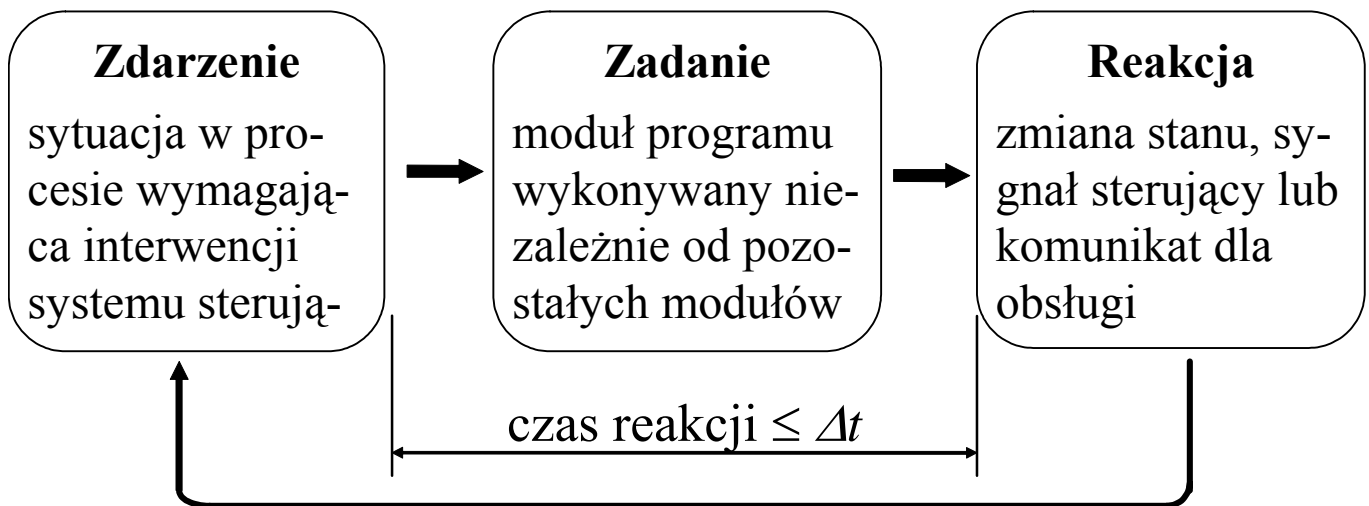 Zdarzenie
sytuacja w pro-
cesie wymagają-
ca interwencji
systemu sterują-
Zadanie
moduł programu
wykonywany nie-
zależnie od pozo-
stałych modułów
Reakcja
zmiana stanu, sy-
gnał sterujący lub
komunikat dla
obsługi
czas reakcji ≤ Δt